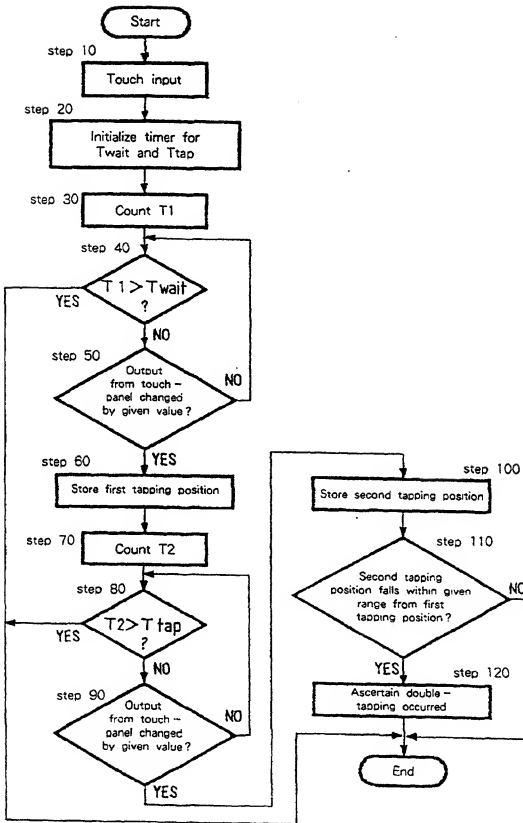 Start
step 10
Touch input
step 20
Initialize timer for
Twait and Ttap
step 30
Count T1
step 40
T1 > Twait
?
YES
NO
step 50
Output
from touch-
panel changed
by given value?
NO
YES
step 60
Store first tapping position
step 70
Count T2
step 80
T2 > Ttap
?
YES
NO
step 90
Output
from touch-
panel changed
by given value?
NO
YES
step 100
Store second tapping position
step 110
Second tapping
position falls within given
range from first
tapping position?
NO
YES
step 120
Ascertain double-
tapping occurred
End